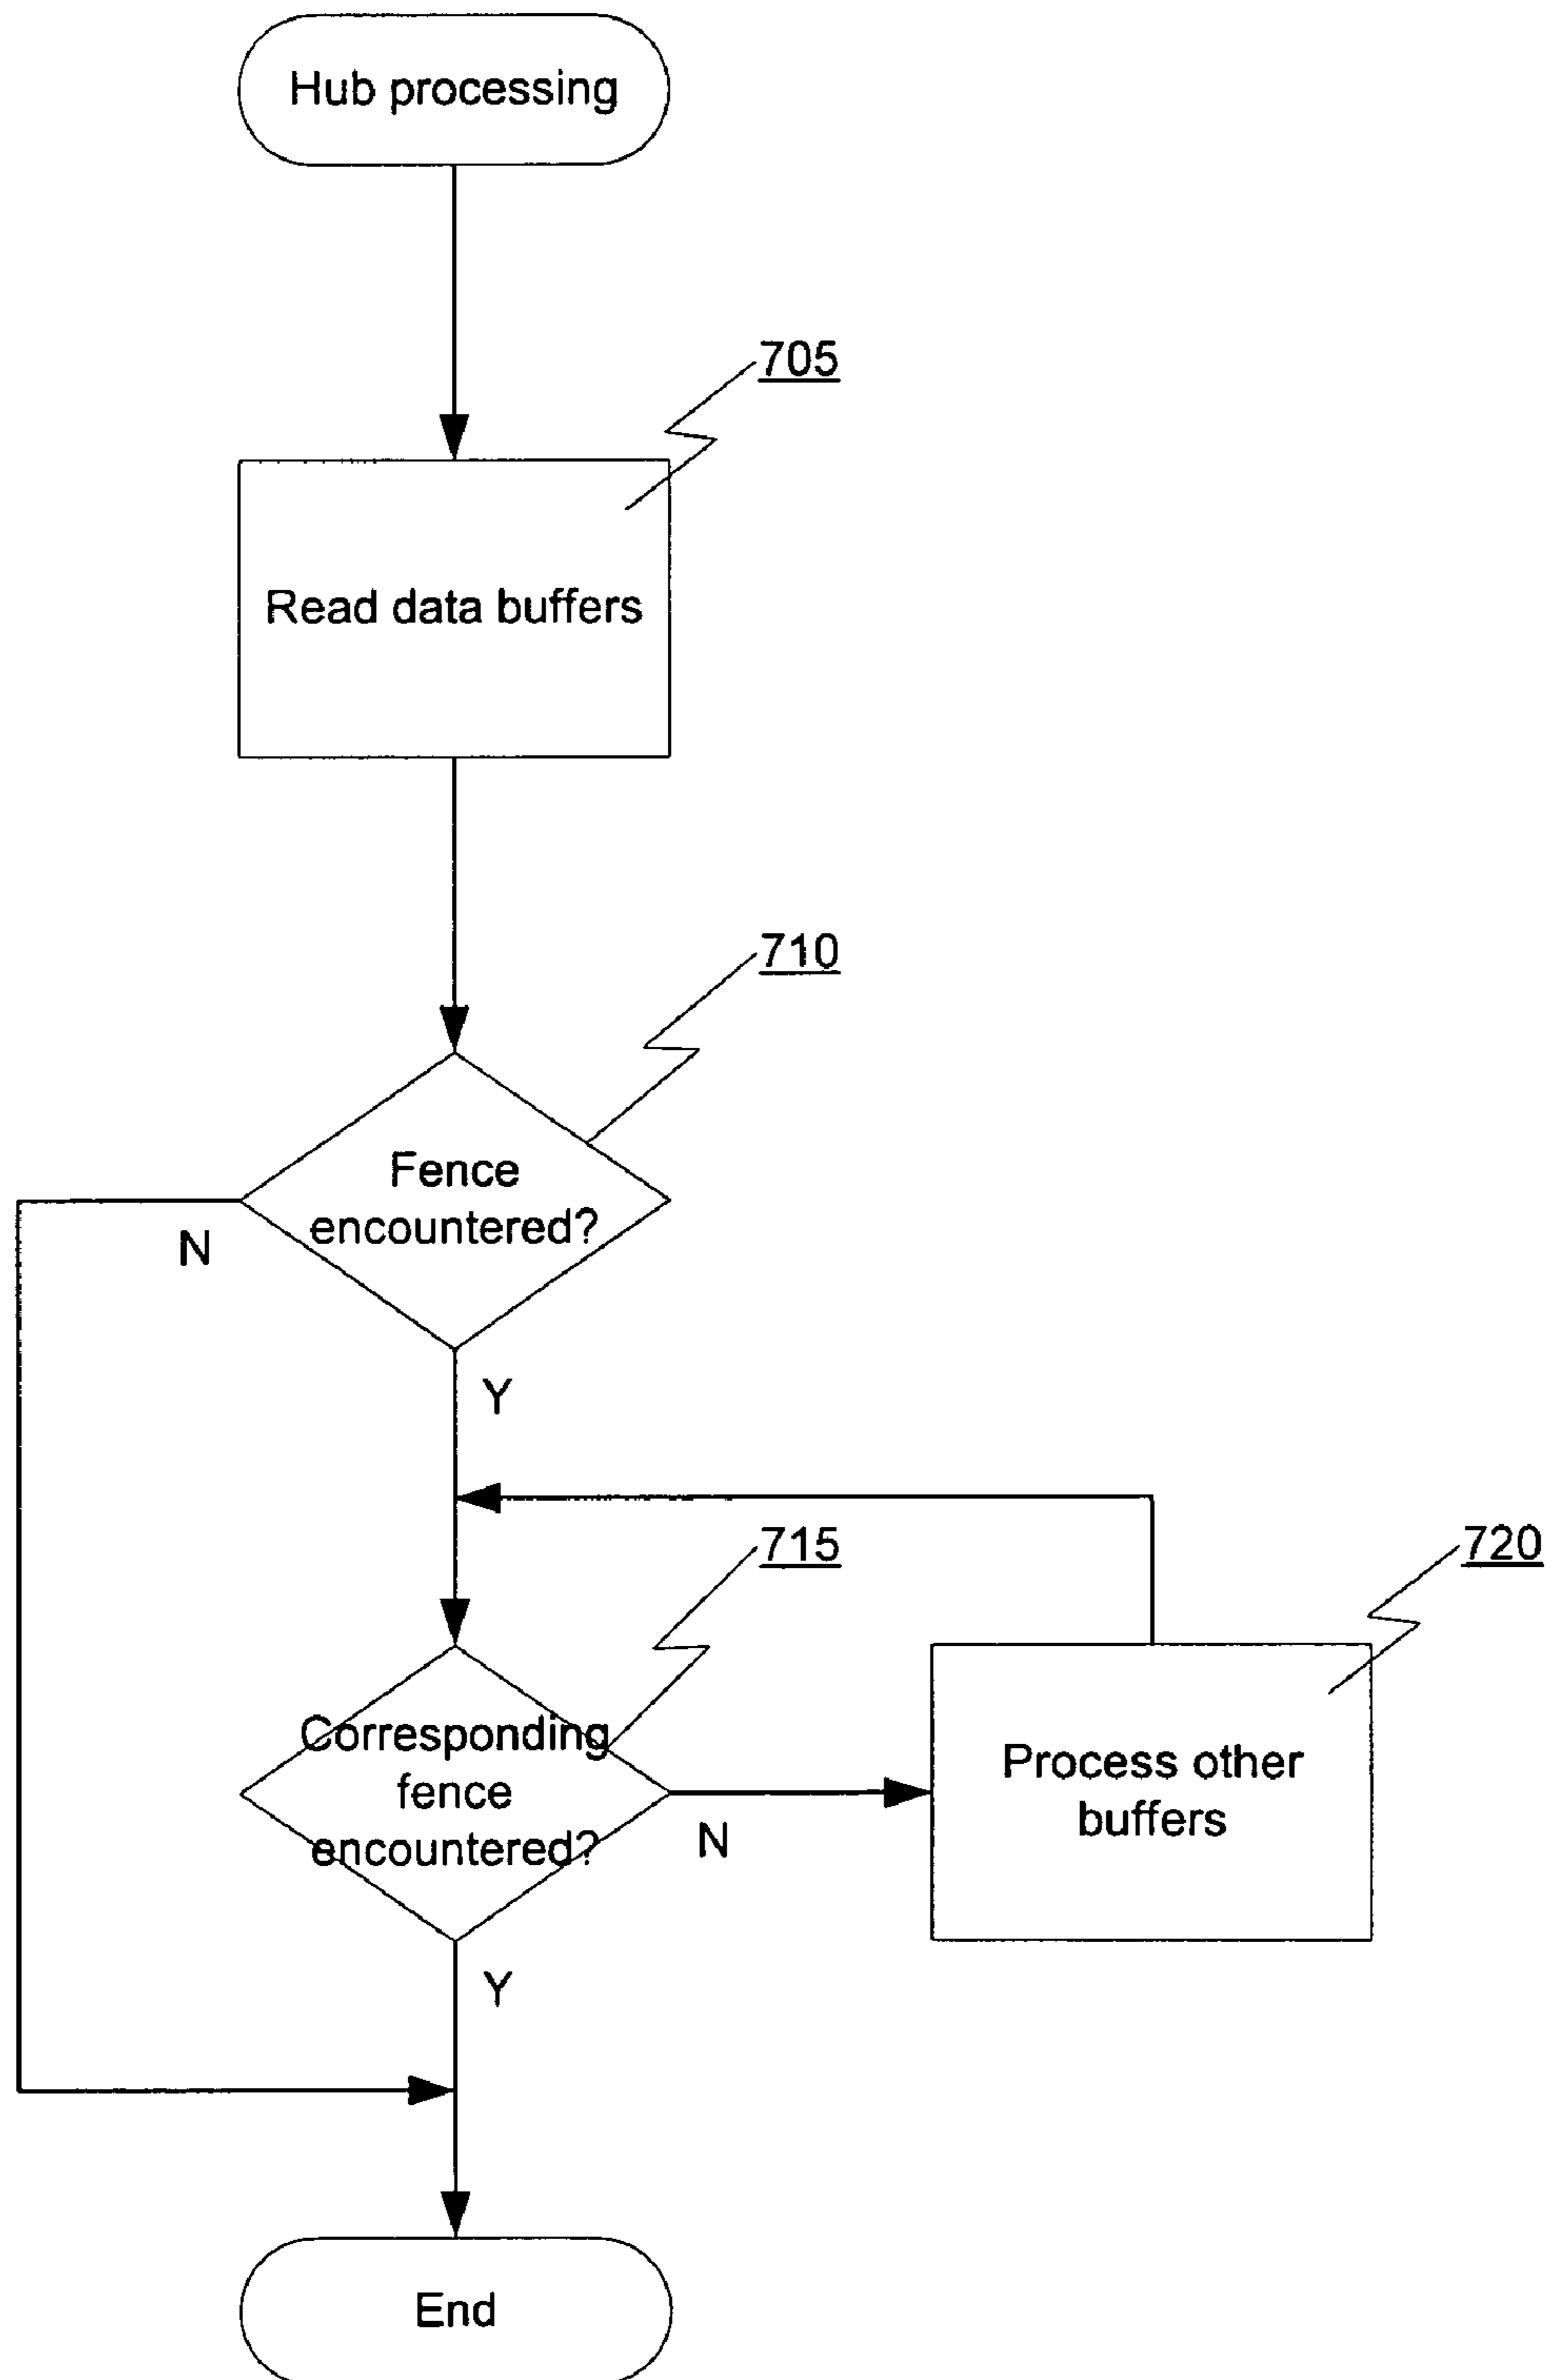 Hub processing
705
Read data buffers
710
Fence
encountered?
N
Y
715
720
Corresponding
fence
encountered?
N
Process other
buffers
Y
End